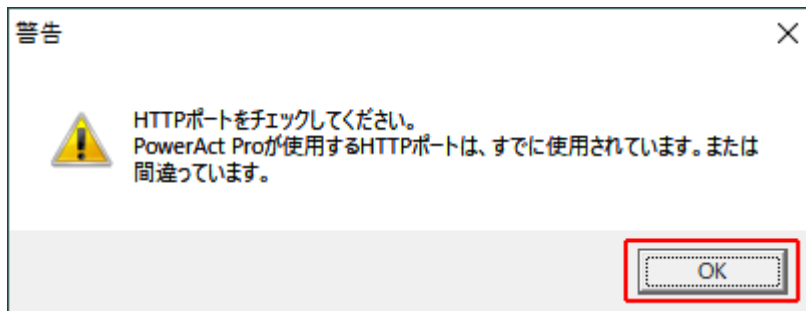 警告
HTTPポートをチェックしてください。
PowerAct Proが使用するHTTPポートは、すでに使用されています。または
間違っています。
OK